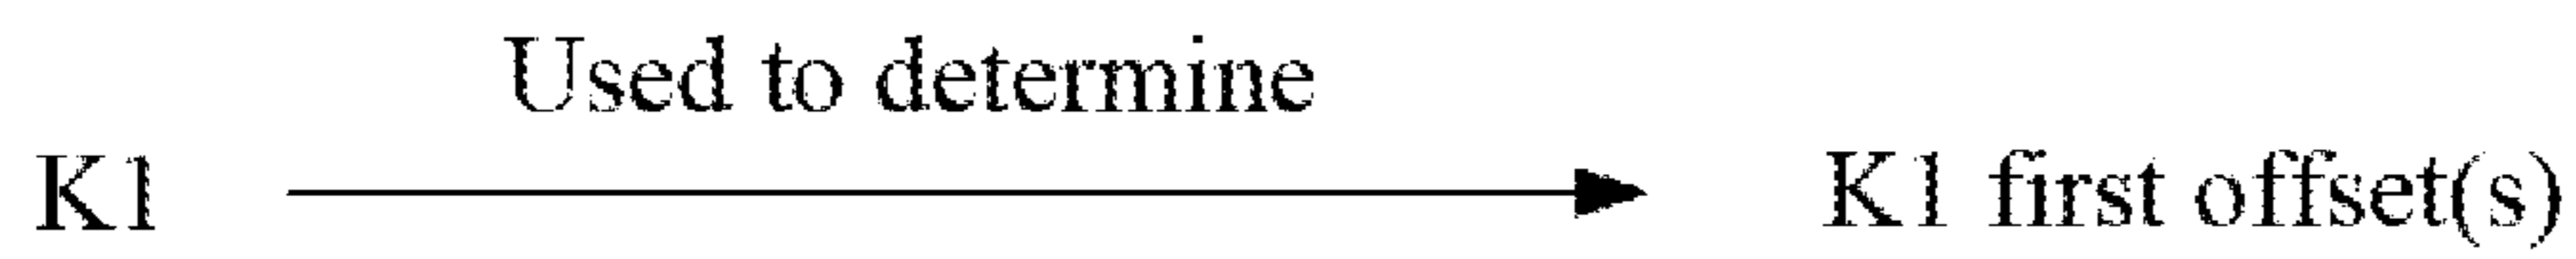 Used to determine
K1 K1 first offset(s)